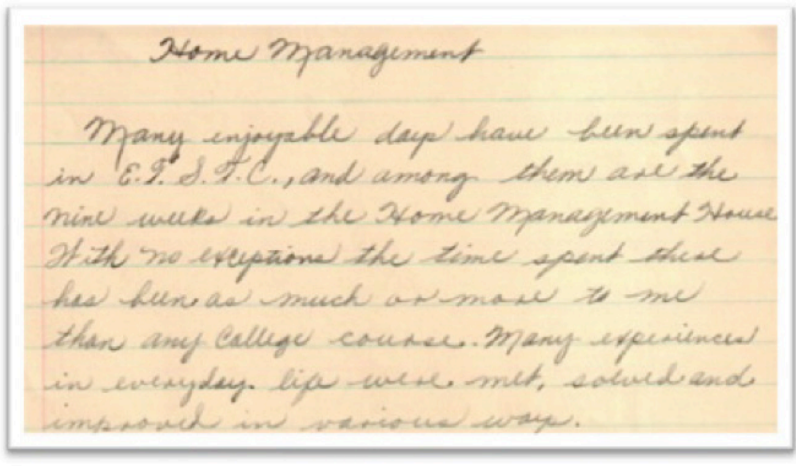 Home Management
Many enjoyable days have been spent
in E.T.S.T.C., and among them are the
nine weeks in the Home Management House
With no exceptions the time spent there
has been as much or more to me
than any College course. Many experiences
in everyday life were met, solved and
improved in various ways.